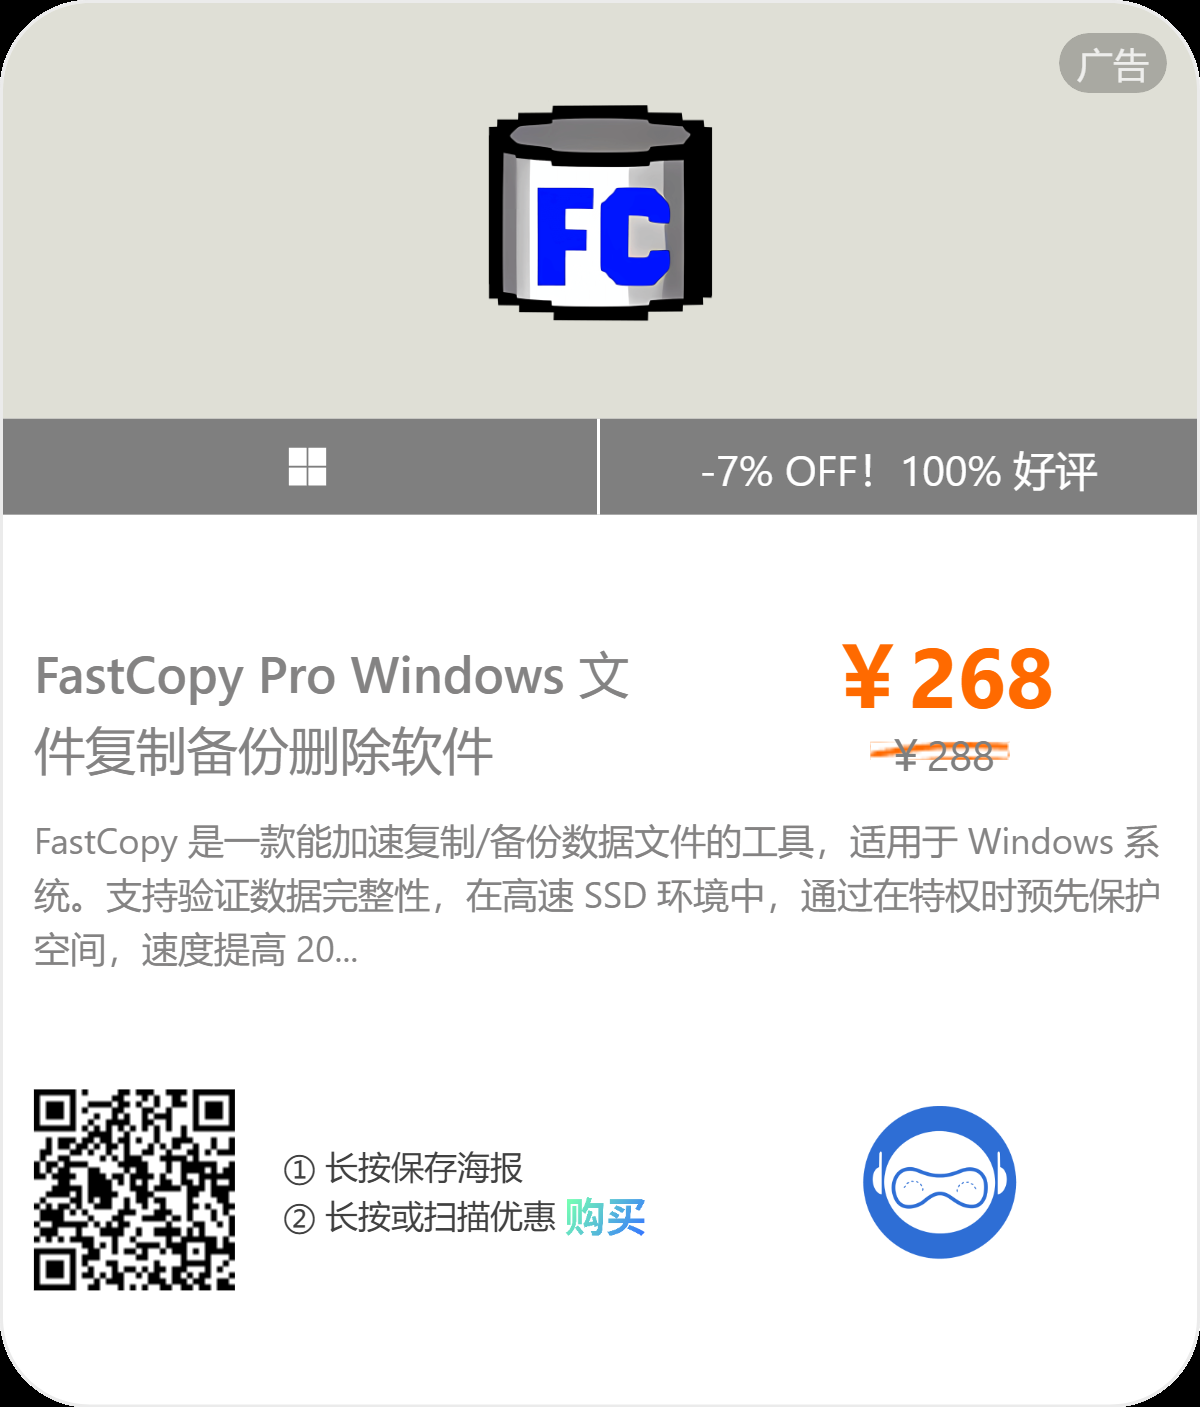 广告
FC
-7% OFF！100% 好评
FastCopy Pro Windows 文
件复制备份删除软件
￥268
￥288
FastCopy 是一款能加速复制/备份数据文件的工具，适用于 Windows 系
统。支持验证数据完整性，在高速 SSD 环境中，通过在特权时预先保护
空间，速度提高 20...
① 长按保存海报
② 长按或扫描优惠 购买